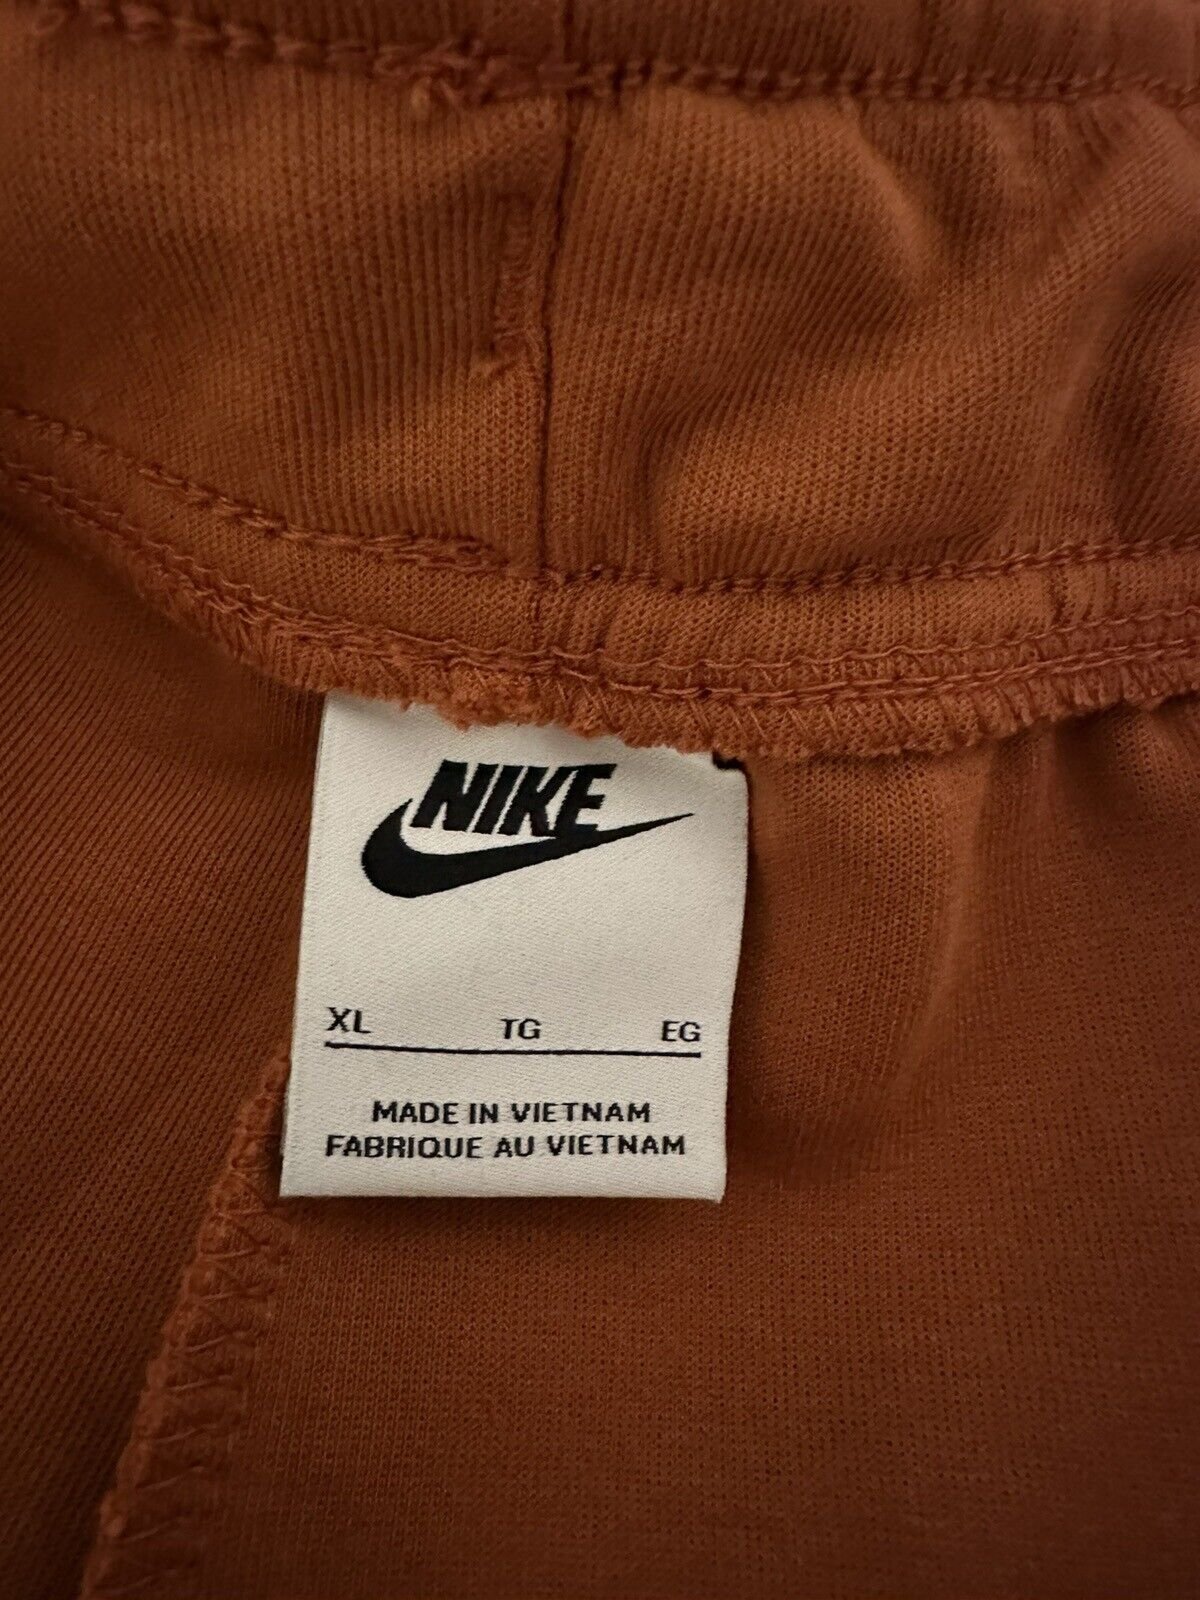 NIKE
XL TG EG
MADE IN VIETNAM
FABRIQUE AU VIETNAM